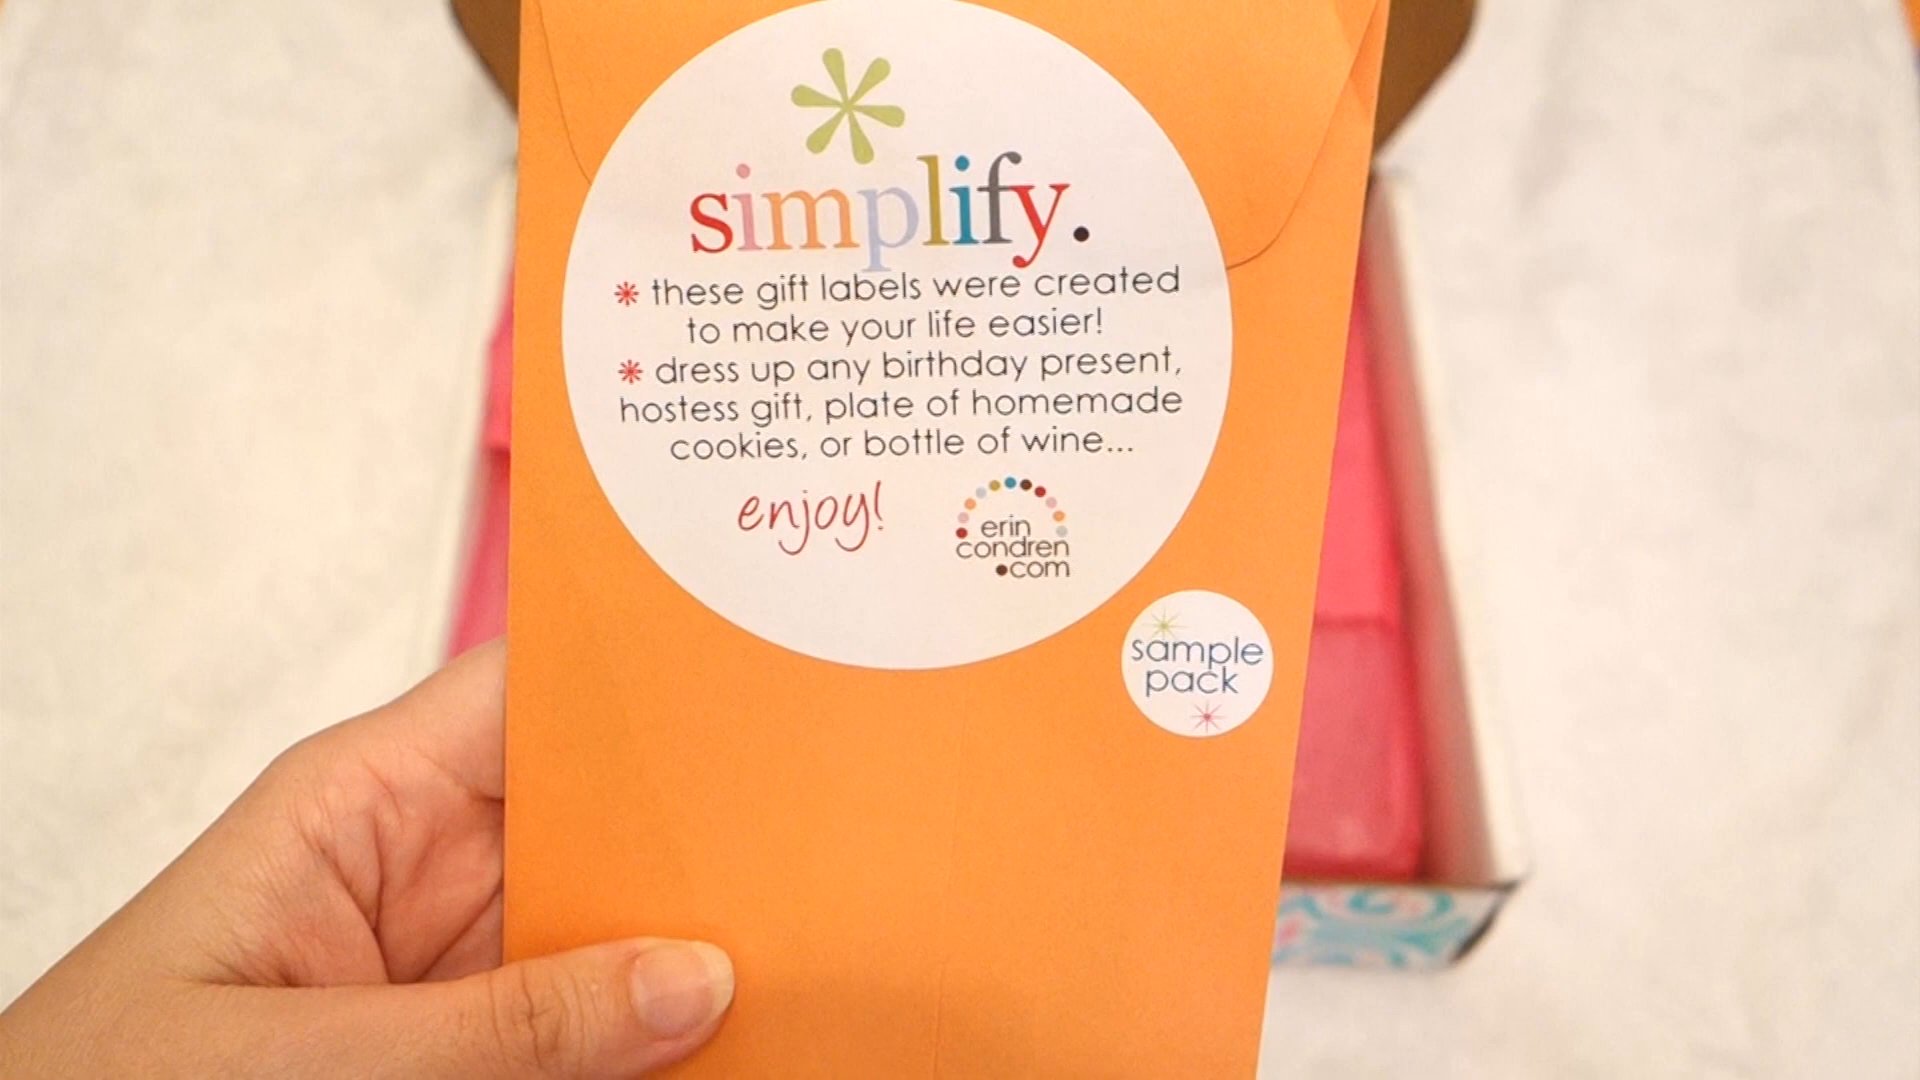 simplify.
* these gift labels were created
to make your life easier!
* dress up any birthday present,
hostess gift, plate of homemade
cookies, or bottle of wine...
enjoy!
erin
condren
•com
sample
pack